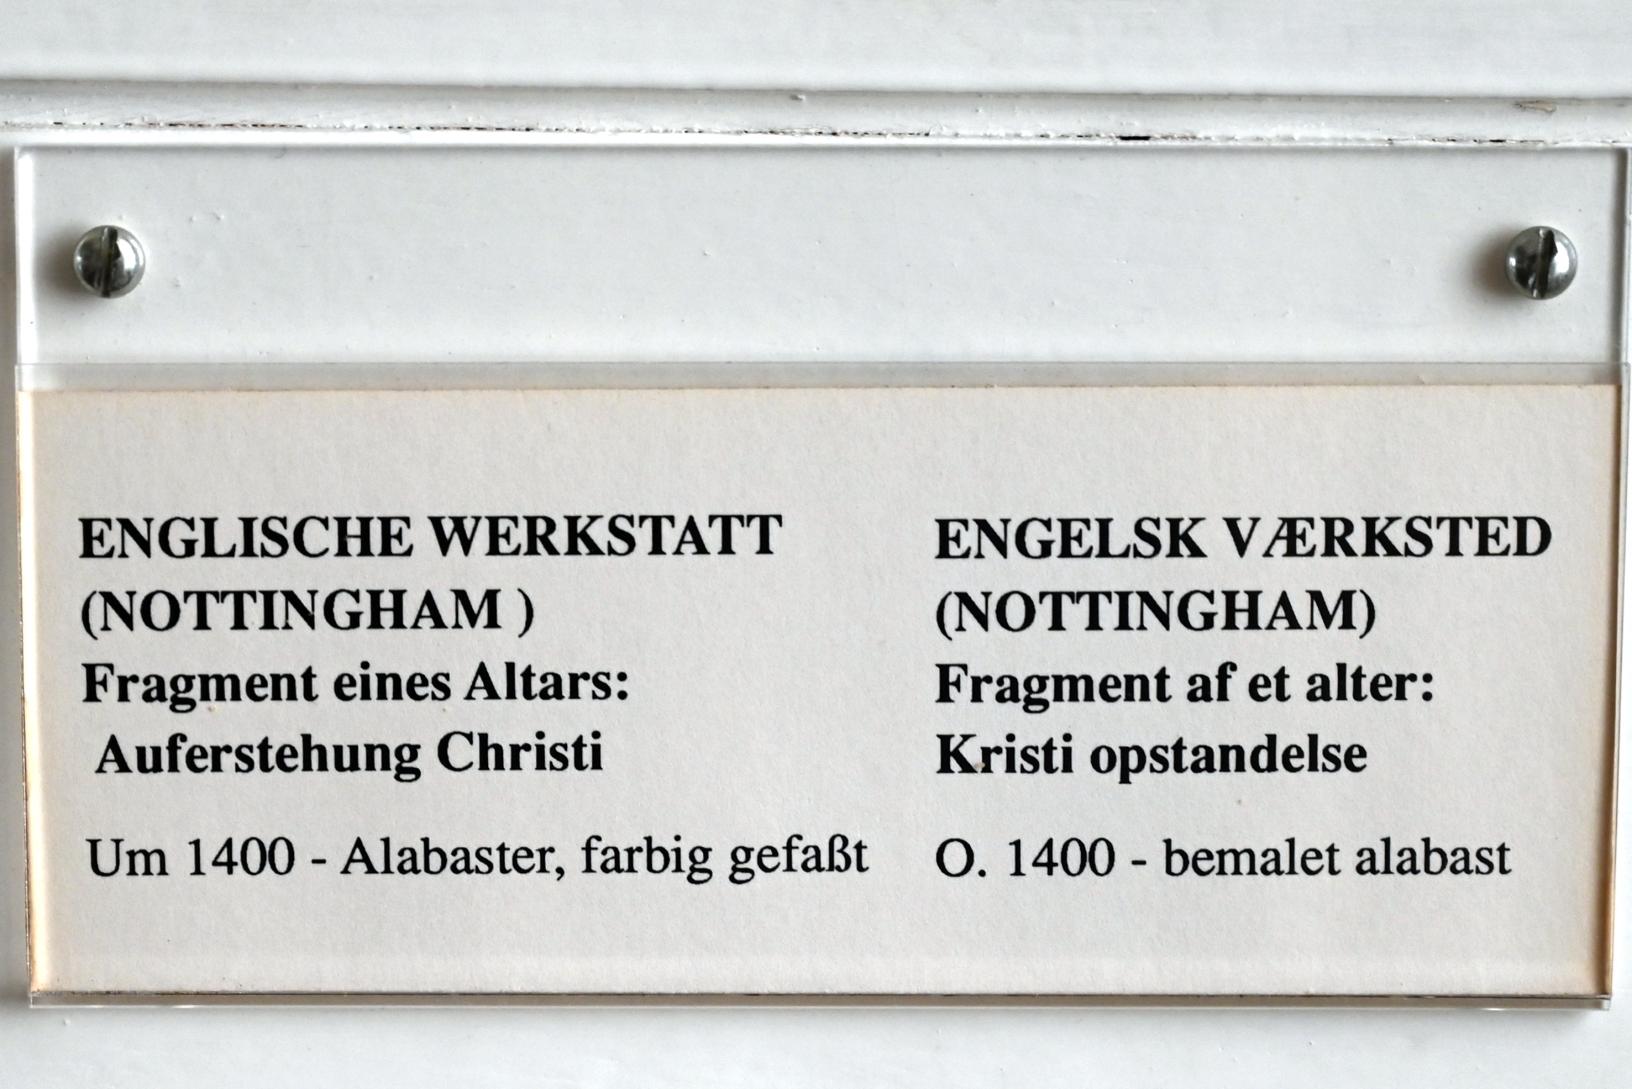 ENGLISCHE WERKSTATT
(NOTTINGHAM )
Fragment eines Altars:
Auferstehung Christi
Um 1400 - Alabaster, farbig gefaßt
ENGELSK VÆRKSTED
(NOTTINGHAM)
Fragment af et alter:
Kristi opstandelse
O. 1400 - bemalet alabast